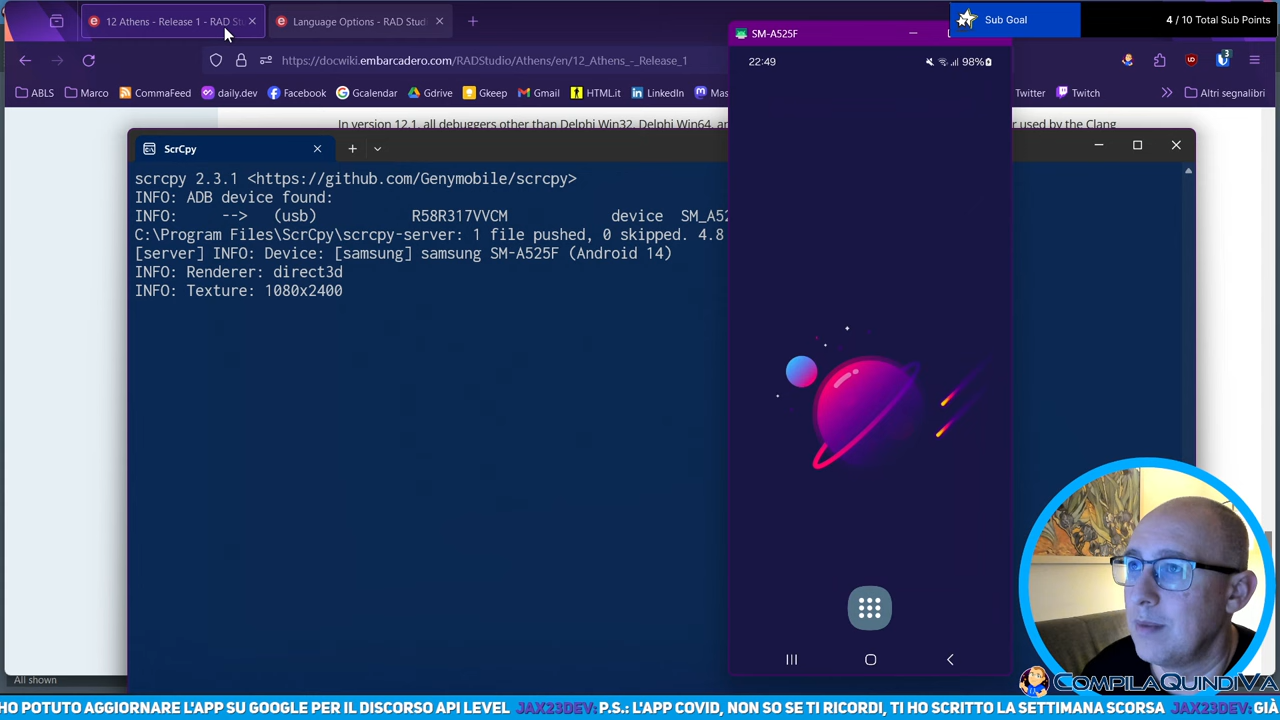 12 Athens - Release 1 - RAD St
Language Options - RAD Studi
Sub Goal
4 / 10 Total Sub Points
https://docwiki.embarcadero.com/RADStudio/Athens/en/12_Athens_-_Release_1
3
ABLS
Marco
CommaFeed
daily.dev
Facebook
Gcalendar
Gdrive
Gkeep
Gmail
HTML.it
LinkedIn
Mas
Twitter
Twitch
Altri segnalibri
In version 12.1, all debuggers other than Delphi Win32, Delphi Win64, a
or used by the Clang
ScrCpy
scrcpy 2.3.1 <https://github.com/Genymobile/scrcpy>
INFO: ADB device found:
INFO: --> (usb) R58R317VVCM device SM_A52
C:\Program Files\ScrCpy\scrcpy-server: 1 file pushed, 0 skipped. 4.8
[server] INFO: Device: [samsung] samsung SM-A525F (Android 14)
INFO: Renderer: direct3d
INFO: Texture: 1080x2400
SM-A525F
22:49
98%
All shown
COMPILAQUINDIVA
HO POTUTO AGGIORNARE L'APP SU GOOGLE PER IL DISCORSO API LEVEL JAX23DEV: P.S.: L'APP COVID, NON SO SE TI RICORDI, TI HO SCRITTO LA SETTIMANA SCORSA JAX23DEV: GIÀ